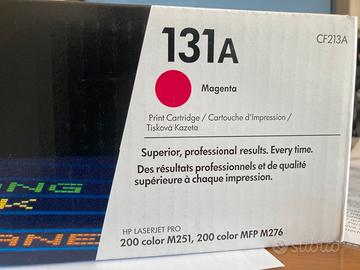 131A
CF213A
Magenta
Print Cartridge / Cartouche d'Impression /
Tisková Kazeta
Superior, professional results. Every time.
Des résultats professionnels et de qualité
supérieure à chaque impression.
HP LASERJET PRO
200 color M251, 200 color MFP M276
subito